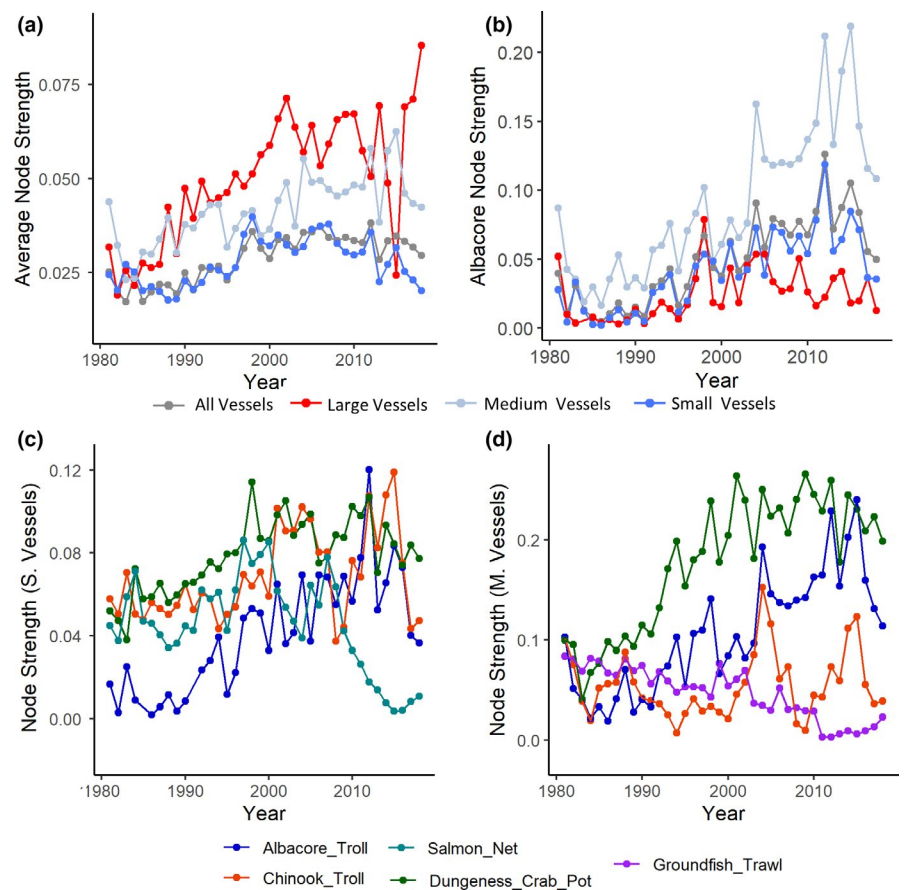 (a)
Average Node Strength
0.075
0.050
0.025
1980 1990 2000 2010
Year
(b)
Albacore Node Strength
0.20
0.15
0.10
0.05
0.00
1980 1990 2000 2010
Year
All Vessels Large Vessels Medium Vessels Small Vessels
(c)
Node Strength (S. Vessels)
0.12
0.08
0.04
0.00
1980 1990 2000 2010
Year
(d)
Node Strength (M. Vessels)
0.2
0.1
0.0
1980 1990 2000 2010
Year
Albacore_Troll Salmon_Net Groundfish_Trawl
Chinook_Troll Dungeness_Crab_Pot